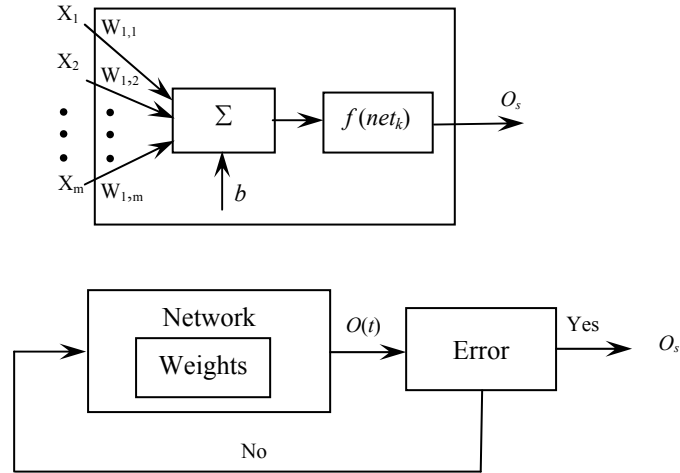 X₁
W₁,₁
X₂
W₁,₂
Σ
f(netₖ)
Oₛ
Xₘ
W₁,ₘ
b
Network
Weights
O(t)
Error
Yes
Oₛ
No